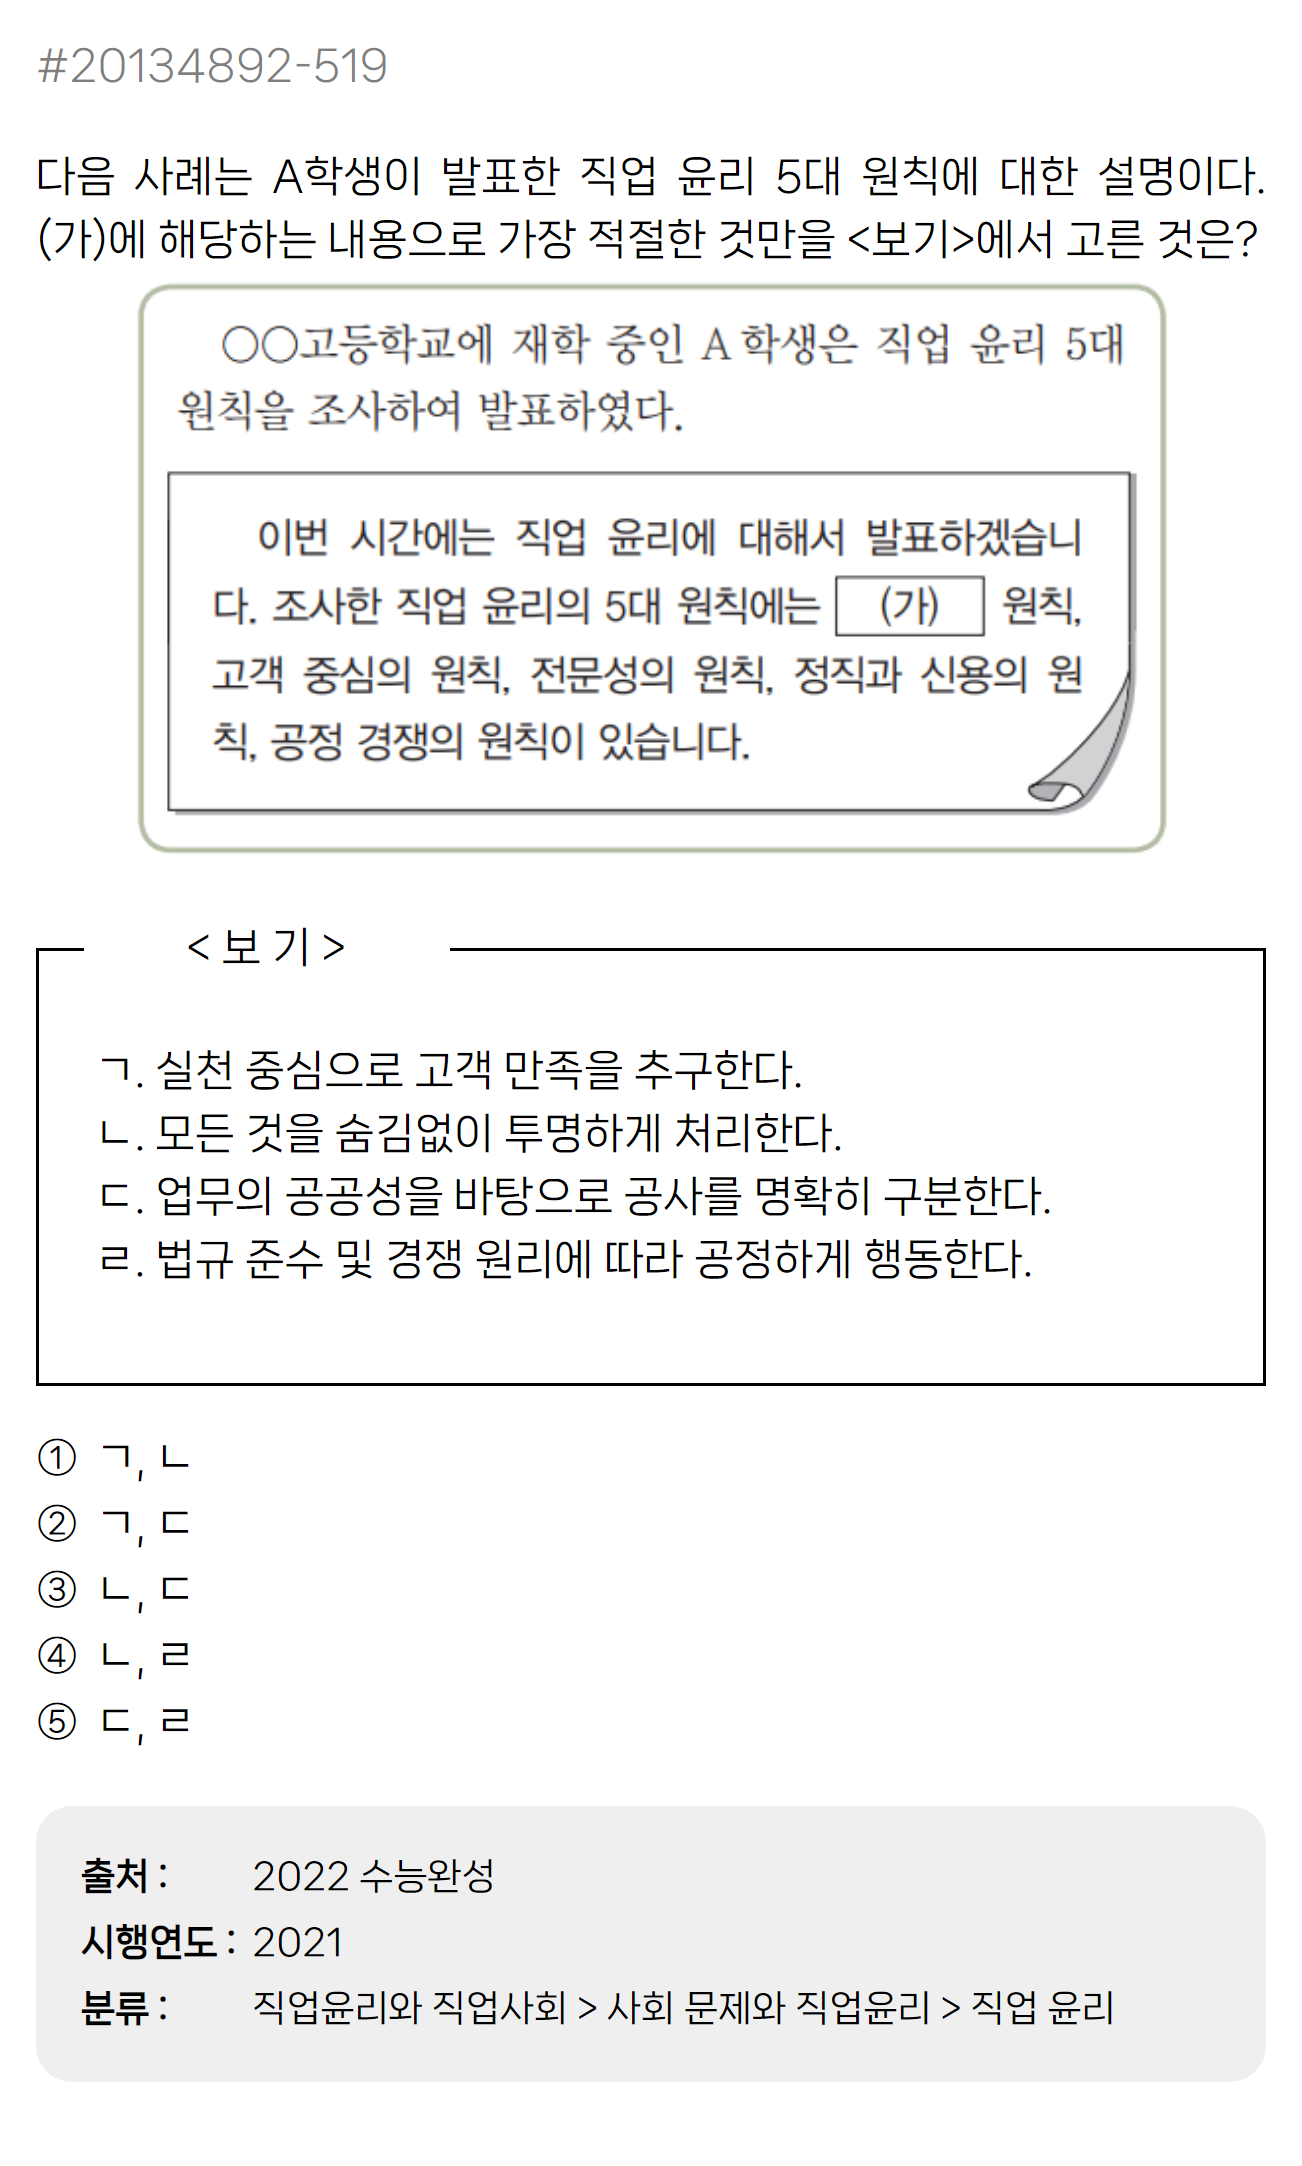 #20134892-519
다음 사례는 A학생이 발표한 직업 윤리 5대 원칙에 대한 설명이다.
(가)에 해당하는 내용으로 가장 적절한 것만을 <보기>에서 고른 것은?
○○고등학교에 재학 중인 A 학생은 직업 윤리 5대
원칙을 조사하여 발표하였다.
이번 시간에는 직업 윤리에 대해서 발표하겠습니
다. 조사한 직업 윤리의 5대 원칙에는 (가) 원칙,
고객 중심의 원칙, 전문성의 원칙, 정직과 신용의 원
칙, 공정 경쟁의 원칙이 있습니다.
< 보 기 >
ㄱ. 실천 중심으로 고객 만족을 추구한다.
ㄴ. 모든 것을 숨김없이 투명하게 처리한다.
ㄷ. 업무의 공공성을 바탕으로 공사를 명확히 구분한다.
ㄹ. 법규 준수 및 경쟁 원리에 따라 공정하게 행동한다.
① ㄱ, ㄴ
② ㄱ, ㄷ
③ ㄴ, ㄷ
④ ㄴ, ㄹ
⑤ ㄷ, ㄹ
출처 : 2022 수능완성
시행연도 : 2021
분류 : 직업윤리와 직업사회 > 사회 문제와 직업윤리 > 직업 윤리